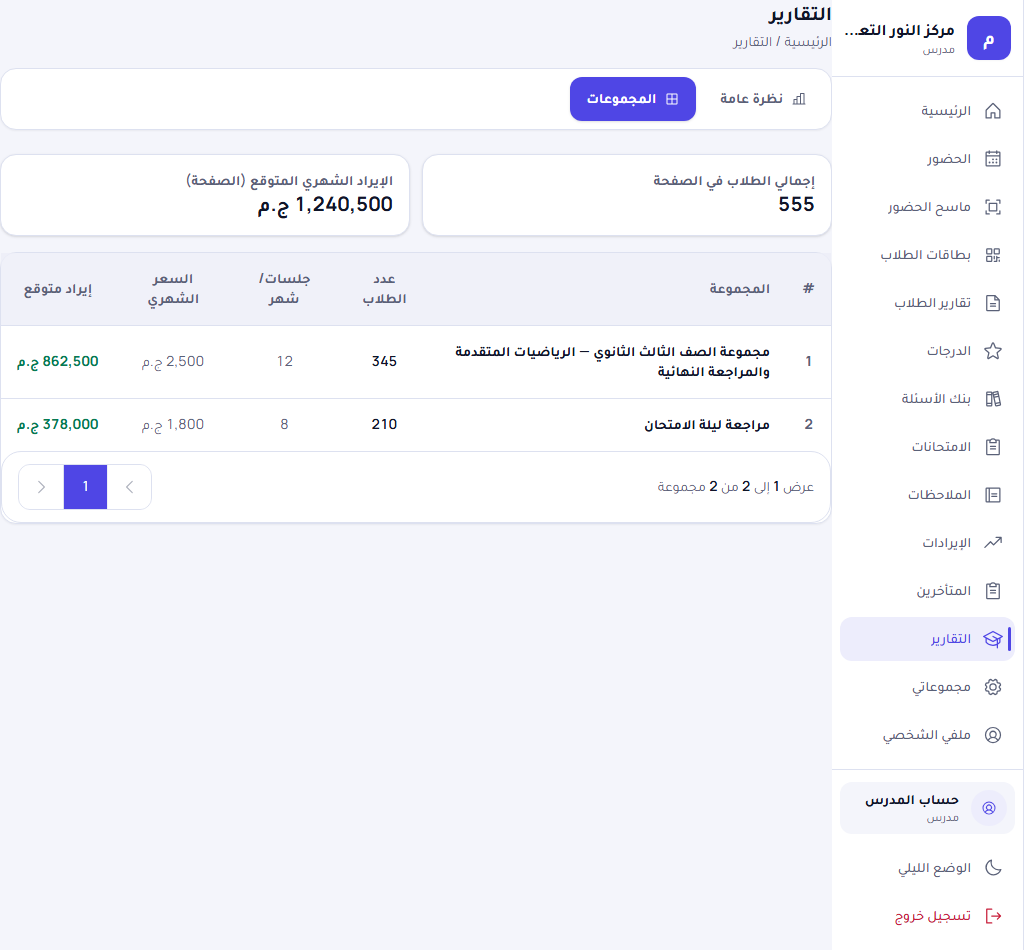 م
مركز النور التعـ...
مدرس
الرئيسية
الحضور
ماسح الحضور
بطاقات الطلاب
تقارير الطلاب
الدرجات
بنك الأسئلة
الامتحانات
الملاحظات
الإيرادات
المتأخرين
التقارير
مجموعاتي
ملفي الشخصي
حساب المدرس
مدرس
الوضع الليلي
تسجيل خروج
التقارير
الرئيسية / التقارير
نظرة عامة
المجموعات
إجمالي الطلاب في الصفحة
555
الإيراد الشهري المتوقع (الصفحة)
1,240,500 ج.م
# المجموعة عدد الطلاب جلسات/شهر السعر الشهري إيراد متوقع
1 مجموعة الصف الثالث الثانوي — الرياضيات المتقدمة
والمراجعة النهائية 345 12 2,500 ج.م 862,500 ج.م
2 مراجعة ليلة الامتحان 210 8 1,800 ج.م 378,000 ج.م
عرض 1 إلى 2 من 2 مجموعة
1